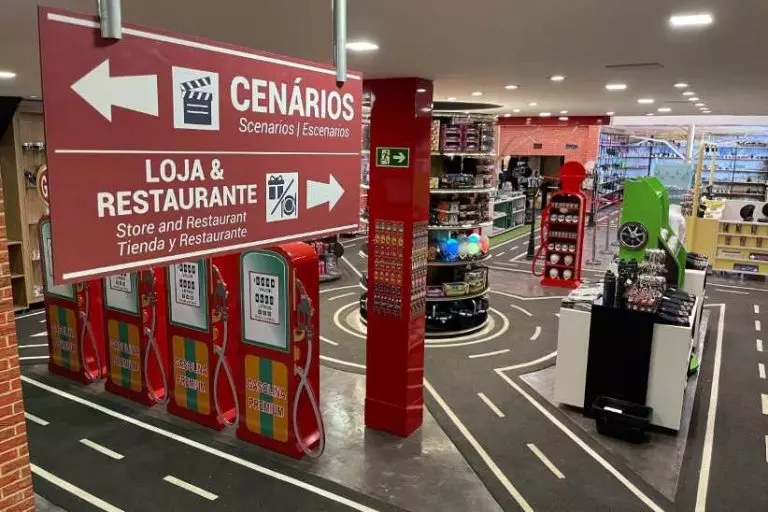 CENÁRIOS
Scenarios | Escenarios
LOJA &
RESTAURANTE
Store and Restaurant
Tienda y Restaurante
GASOLINA
PREMIUM
GASOLINA
PREMIUM
GASOLINA
PREMIUM
GASOLINA
PREMIUM